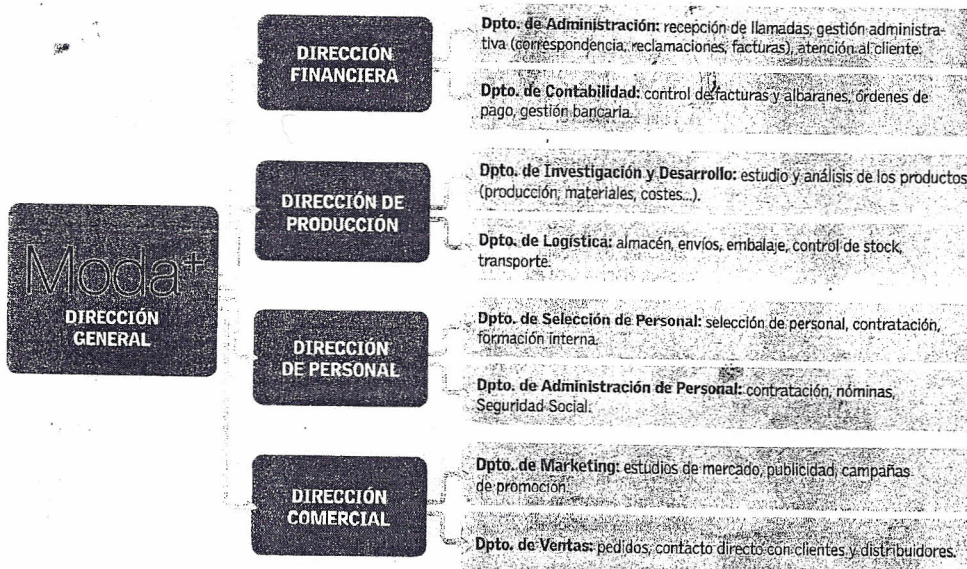 DIRECCIÓN
FINANCIERA
Dpto. de Administración: recepción de llamadas, gestión administra-
tiva (correspondencia, reclamaciones, facturas), atención al cliente.
Dpto. de Contabilidad: control de facturas y albaranes, órdenes de
pago, gestión bancaria.
DIRECCIÓN DE
PRODUCCIÓN
Dpto. de Investigación y Desarrollo: estudio y análisis de los productos
(producción, materiales, costes...).
Dpto. de Logística: almacén, envíos, embalaje, control de stock,
transporte.
Moda+
DIRECCIÓN
GENERAL
DIRECCIÓN
DE PERSONAL
Dpto. de Selección de Personal: selección de personal, contratación,
formación interna.
Dpto. de Administración de Personal: contratación, nóminas,
Seguridad Social.
DIRECCIÓN
COMERCIAL
Dpto. de Marketing: estudios de mercado, publicidad, campañas
de promoción.
Dpto. de Ventas: pedidos, contacto directo con clientes y distribuidores.